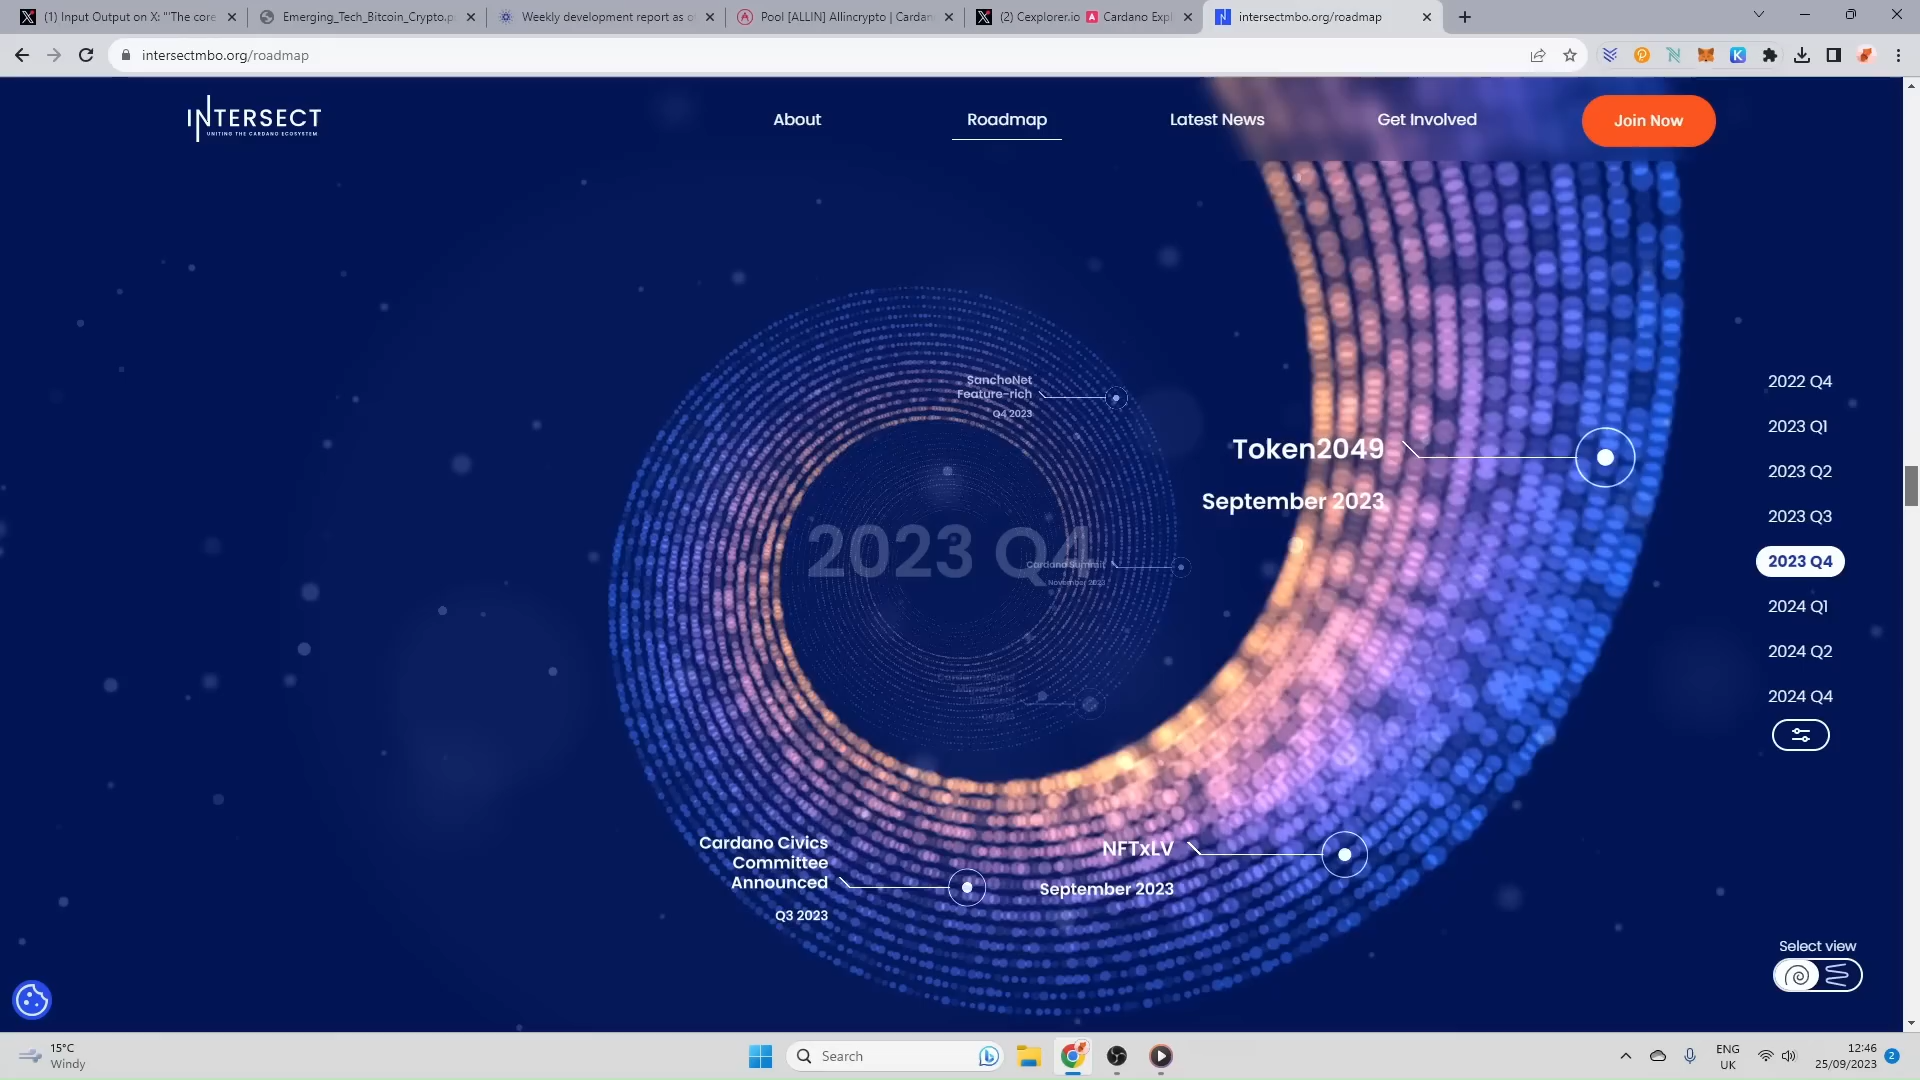 (1) Input Output on X: "'The core
Emerging_Tech_Bitcoin_Crypto.p
Weekly development report as o
Pool [ALLIN] Allincrypto | Cardan
(2) Cexplorer.io A Cardano Expl
intersectmbo.org/roadmap
intersectmbo.org/roadmap
INTERSECT
UNITING THE CARDANO ECOSYSTEM
About
Roadmap
Latest News
Get Involved
Join Now
SanchoNet
Feature-rich
Q4 2023
Token2049
September 2023
2023 Q4
Cardano Summit
November 2023
Cardano Civics
Committee
Announced
Q3 2023
NFTxLV
September 2023
2022 Q4
2023 Q1
2023 Q2
2023 Q3
2023 Q4
2024 Q1
2024 Q2
2024 Q4
Select view
15°C
Windy
Search
ENG
UK
12:46
25/09/2023
2